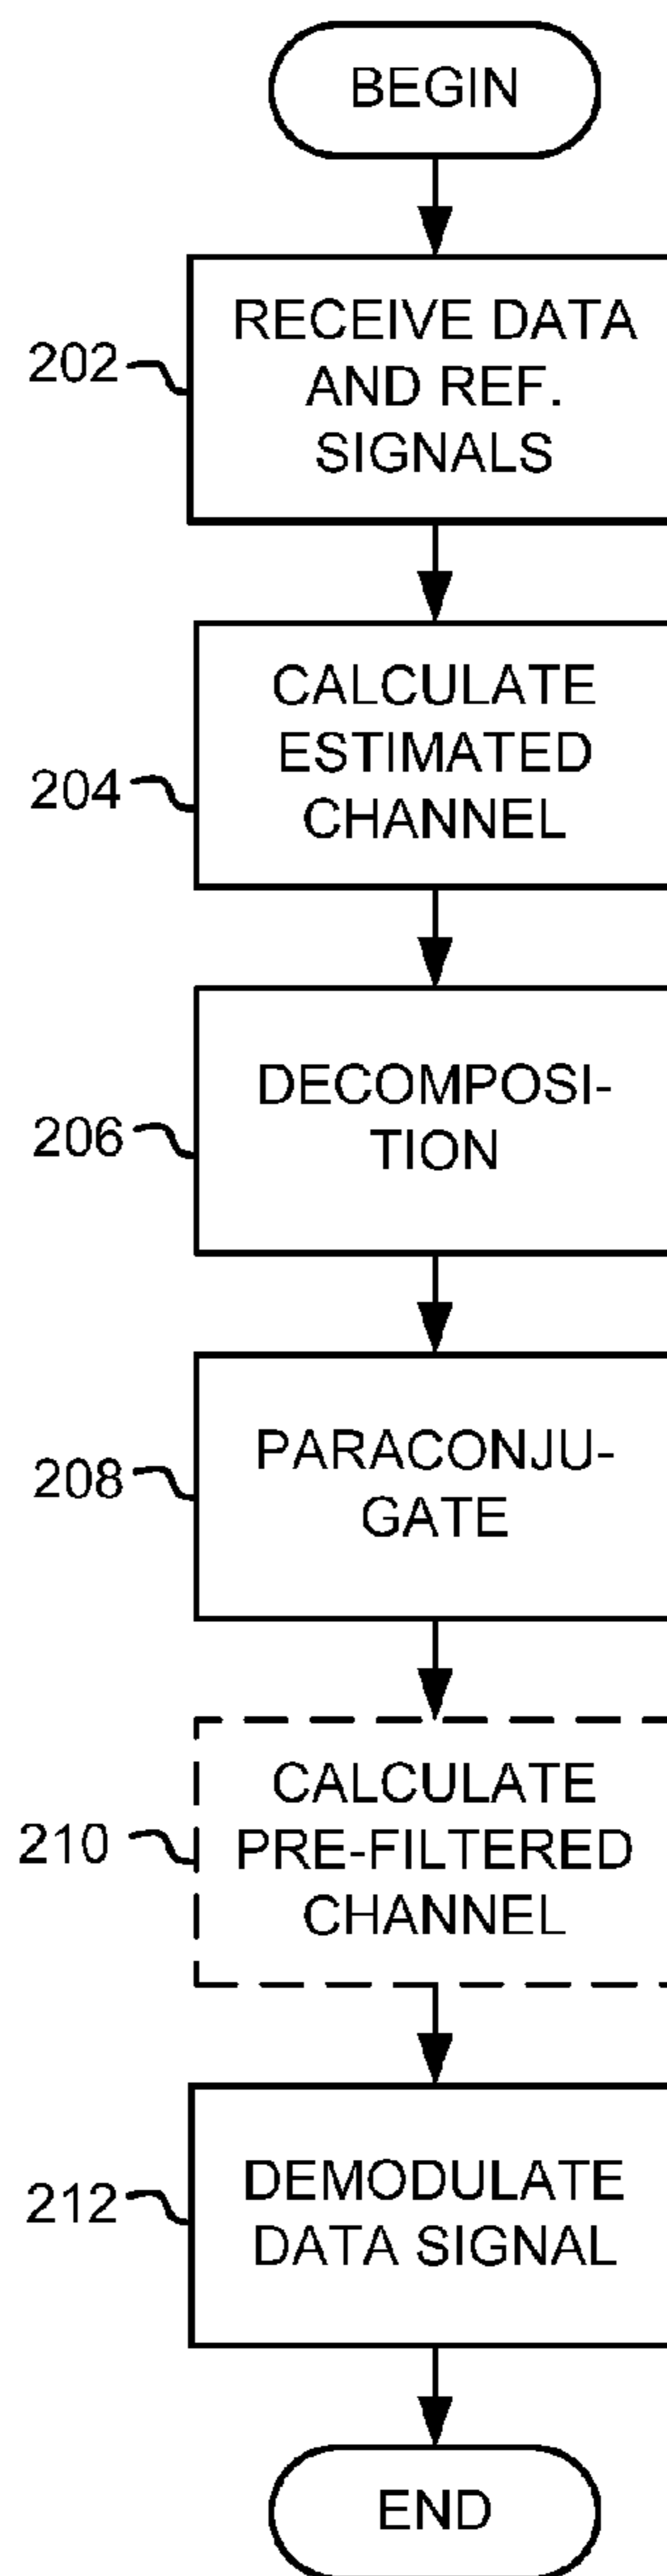 BEGIN
202
RECEIVE DATA
AND REF.
SIGNALS
204
CALCULATE
ESTIMATED
CHANNEL
206
DECOMPOSI-
TION
208
PARACONJU-
GATE
210
CALCULATE
PRE-FILTERED
CHANNEL
212
DEMODULATE
DATA SIGNAL
END